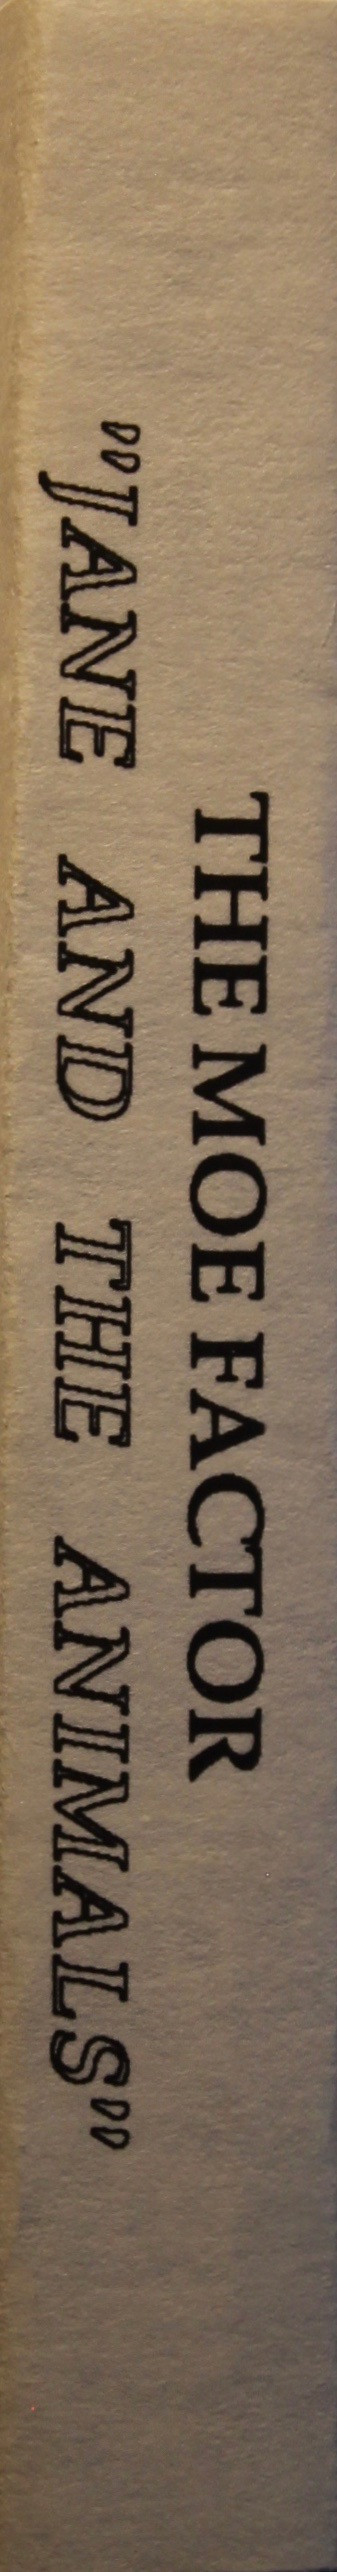 THE MOE FACTOR
"JANE AND THE ANIMALS"